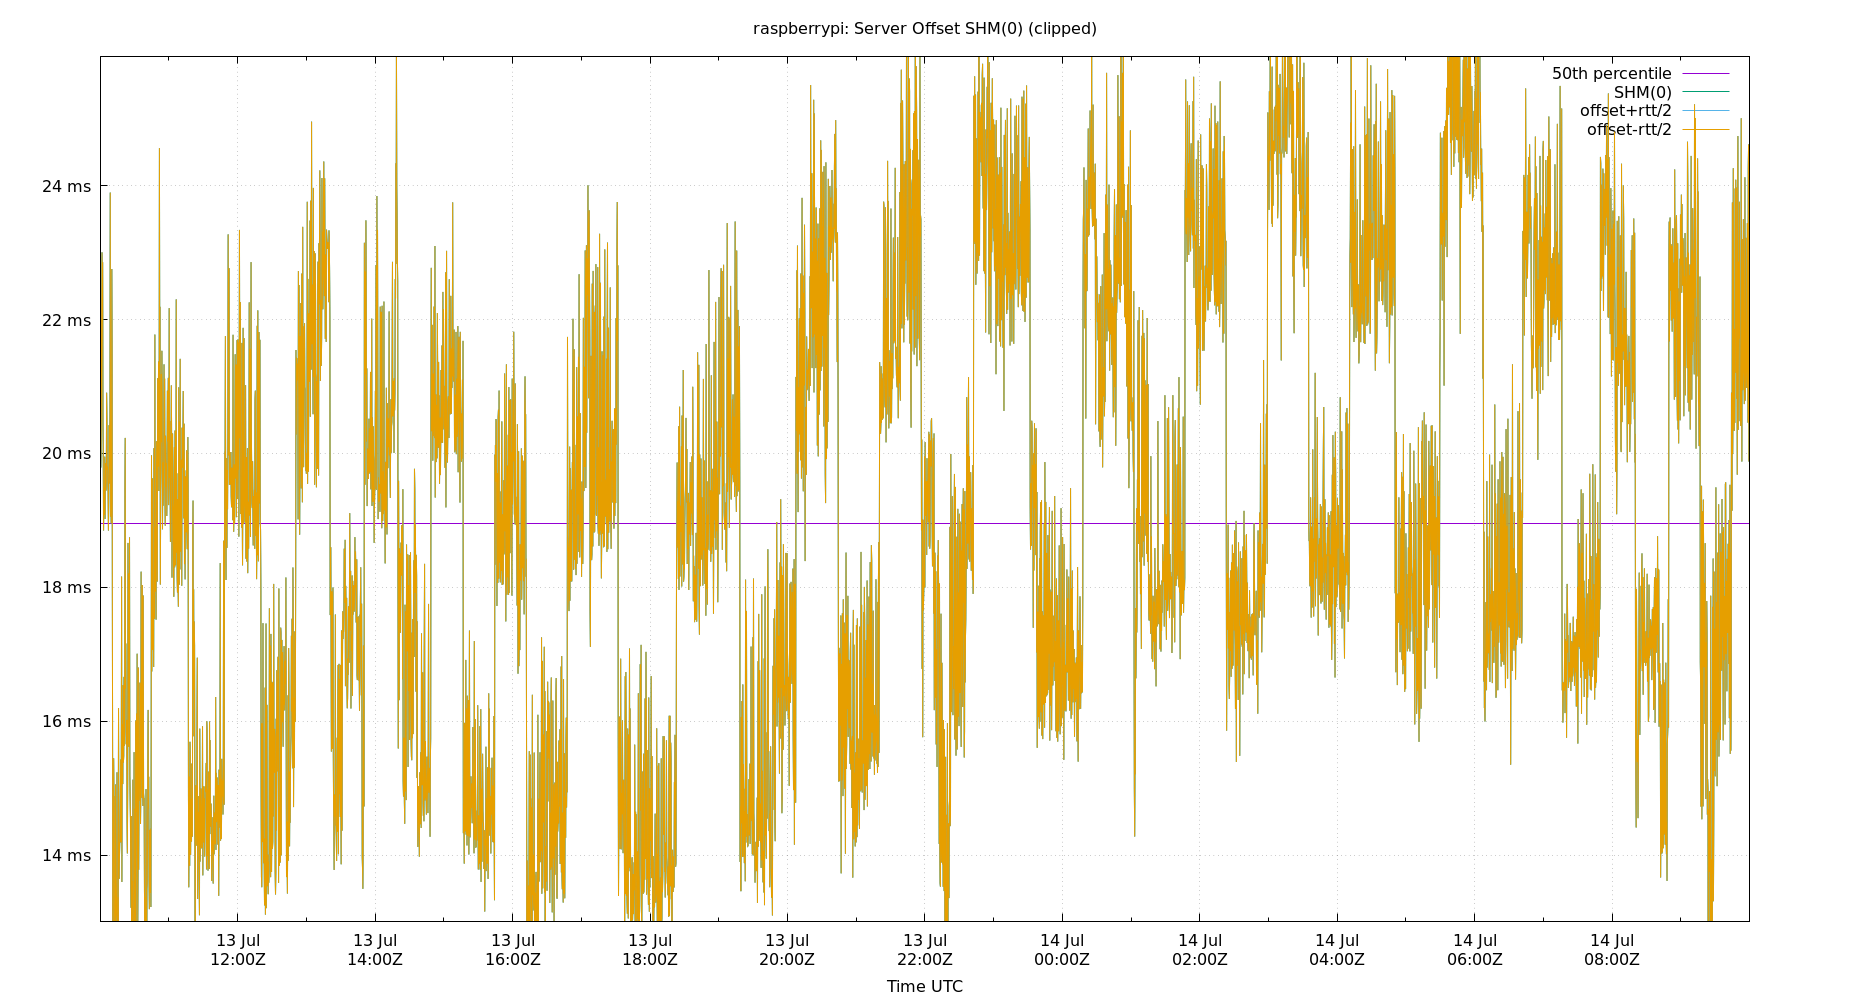 raspberrypi: Server Offset SHM(0) (clipped)
50th percentile
SHM(0)
offset+rtt/2
offset-rtt/2
24 ms
22 ms
20 ms
18 ms
16 ms
14 ms
13 Jul 13 Jul 13 Jul 13 Jul 13 Jul 13 Jul 14 Jul 14 Jul 14 Jul 14 Jul 14 Jul
12:00Z 14:00Z 16:00Z 18:00Z 20:00Z 22:00Z 00:00Z 02:00Z 04:00Z 06:00Z 08:00Z
Time UTC